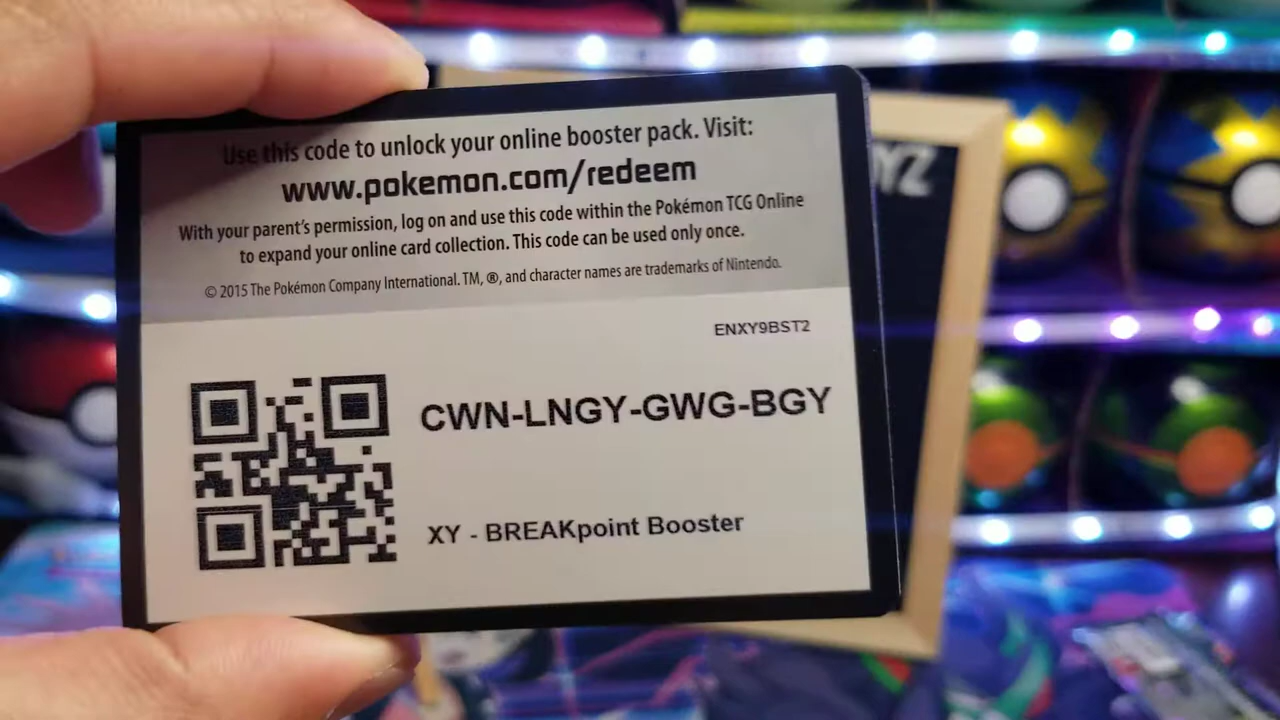 Use this code to unlock your online booster pack. Visit:
www.pokemon.com/redeem
With your parent's permission, log on and use this code within the Pokémon TCG Online
to expand your online card collection. This code can be used only once.
© 2015 The Pokémon Company International. TM, ®, and character names are trademarks of Nintendo.
ENXY9BST2
CWN-LNGY-GWG-BGY
XY - BREAKpoint Booster